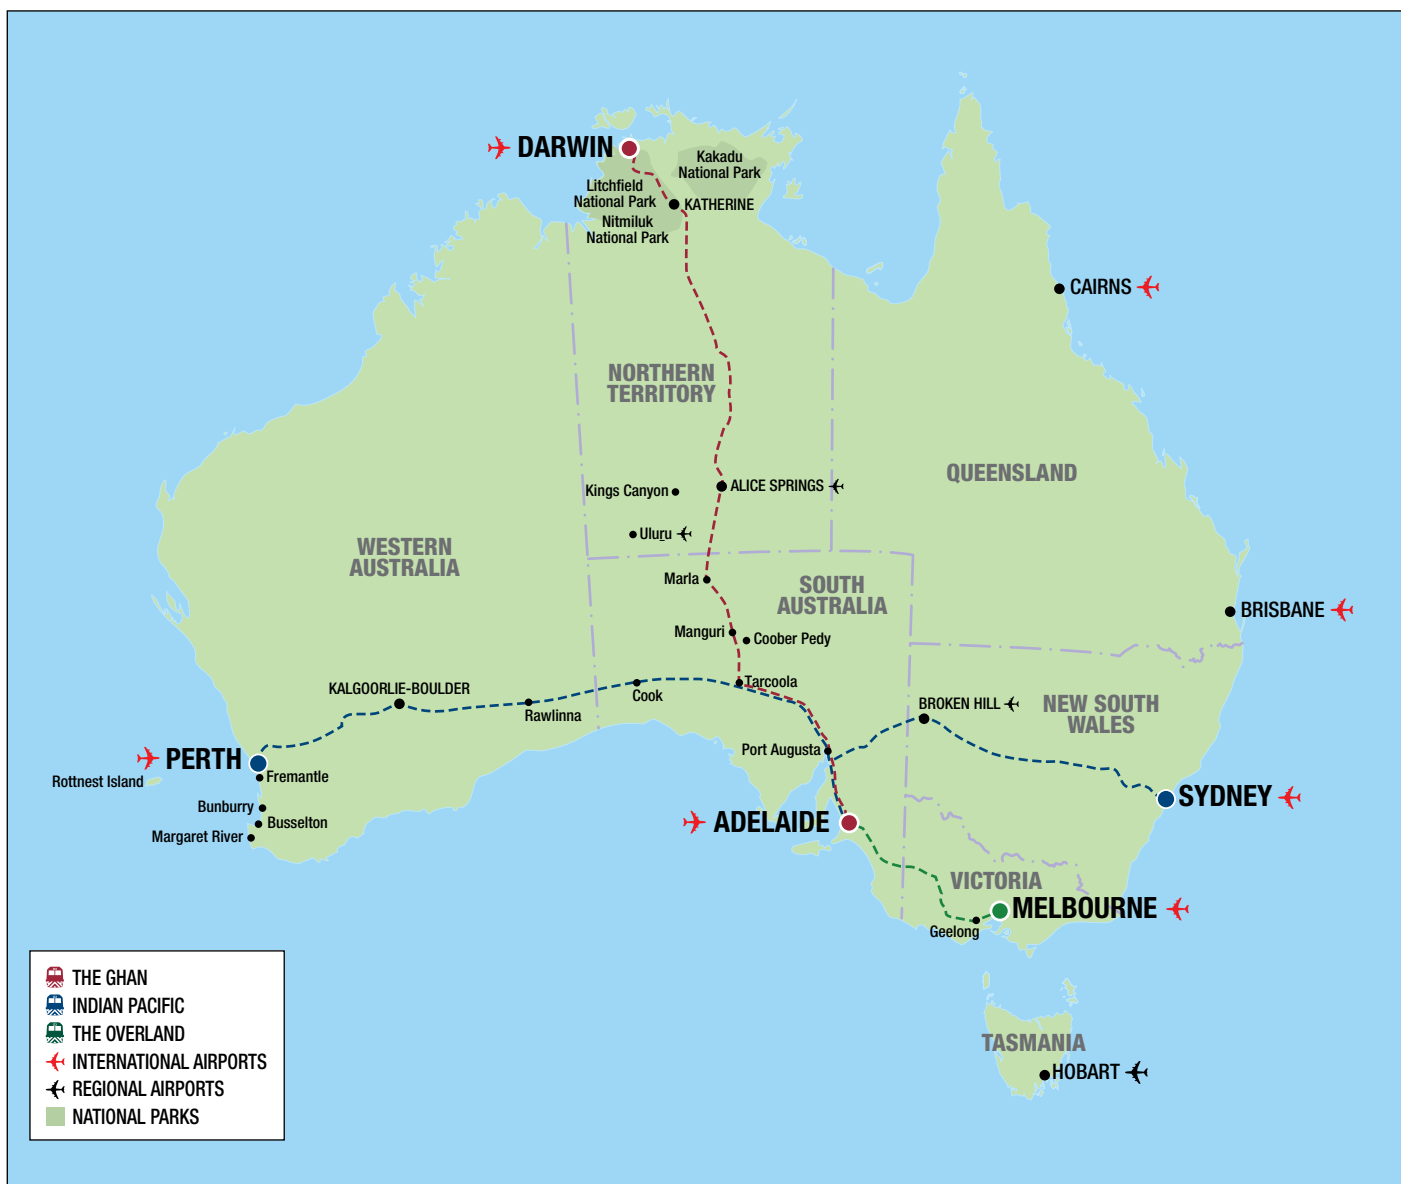 DARWIN
Kakadu
National Park
Litchfield
National Park
KATHERINE
Nitmiluk
National Park
CAIRNS
NORTHERN
TERRITORY
QUEENSLAND
Kings Canyon
ALICE SPRINGS
Uluṟu
WESTERN
AUSTRALIA
Marla
SOUTH
AUSTRALIA
BRISBANE
Manguri
Coober Pedy
KALGOORLIE-BOULDER
Cook
Tarcoola
Rawlinna
BROKEN HILL
NEW SOUTH
WALES
Port Augusta
PERTH
Rottnest Island
Fremantle
SYDNEY
Bunburry
Busselton
Margaret River
ADELAIDE
VICTORIA
MELBOURNE
Geelong
TASMANIA
HOBART
THE GHAN
INDIAN PACIFIC
THE OVERLAND
INTERNATIONAL AIRPORTS
REGIONAL AIRPORTS
NATIONAL PARKS